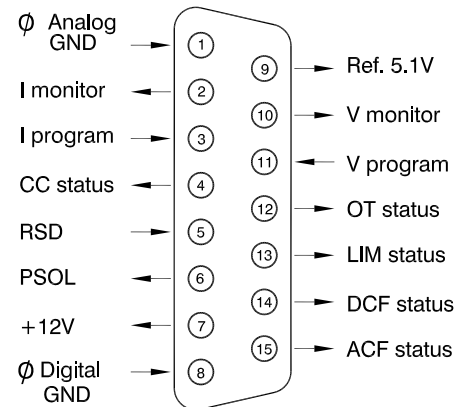 ϕ Analog
GND
1
I monitor
2
I program
3
CC status
4
RSD
5
PSOL
6
+12V
7
ϕ Digital
GND
8
9
Ref. 5.1V
10
V monitor
11
V program
12
OT status
13
LIM status
14
DCF status
15
ACF status